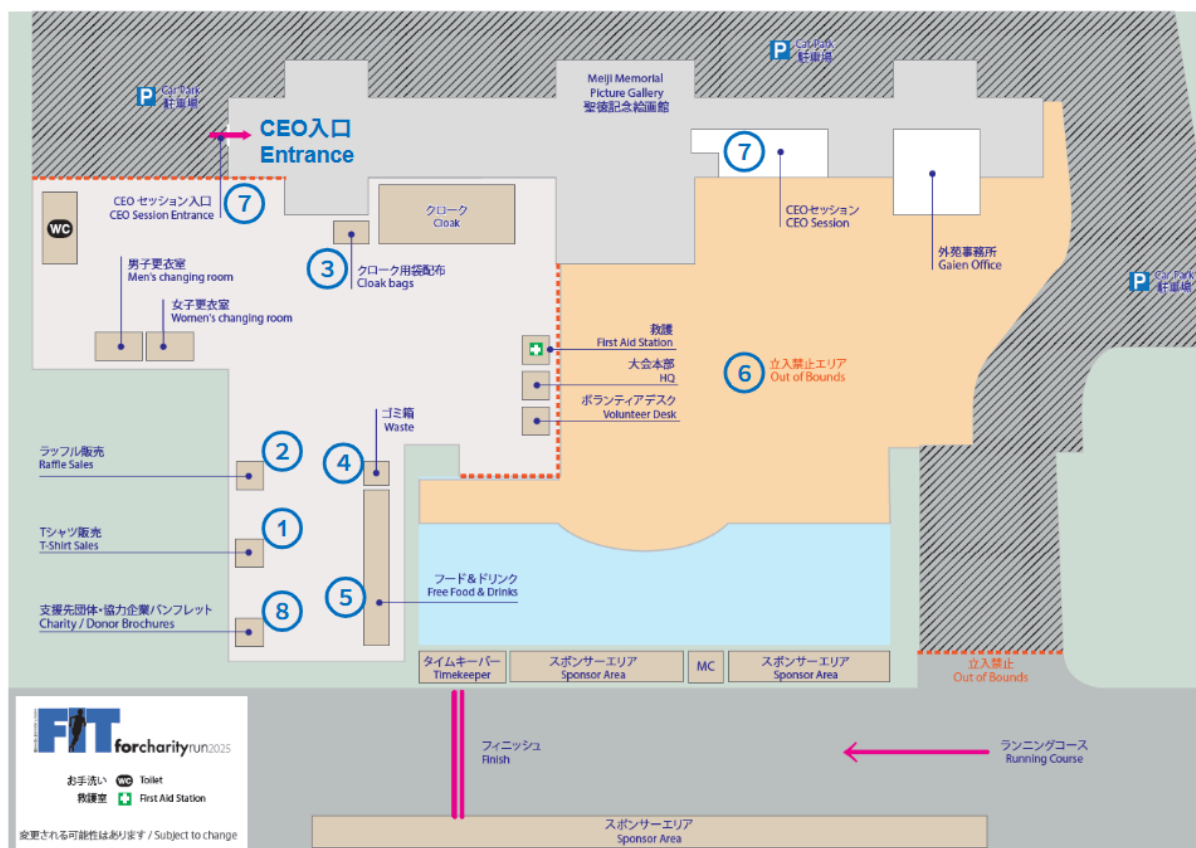 P
Car Park
駐車場
P
Car Park
駐車場
Meiji Memorial
Picture Gallery
聖徳記念絵画館
CEO入口
Entrance
7
CEOセッション入口
CEO Session Entrance
7
WC
クローク
Cloak
CEOセッション
CEO Session
3
クローク用袋配布
Cloak bags
外苑事務所
Gaien Office
男子更衣室
Men's changing room
P
Car Park
駐車場
女子更衣室
Women's changing room
救護
First Aid Station
大会本部
HQ
6
立入禁止エリア
Out of Bounds
ボランティアデスク
Volunteer Desk
ゴミ箱
Waste
ラッフル販売
Raffle Sales
2
4
Tシャツ販売
T-Shirt Sales
1
フード&ドリンク
Free Food & Drinks
5
支援先団体・協力企業パンフレット
Charity / Donor Brochures
8
タイムキーパー
Timekeeper
スポンサーエリア
Sponsor Area
MC
スポンサーエリア
Sponsor Area
立入禁止
Out of Bounds
FIT
forcharityrun2025
お手洗い WC Toilet
救護室 First Aid Station
変更される可能性はあります / Subject to change
フィニッシュ
Finish
ランニングコース
Running Course
スポンサーエリア
Sponsor Area